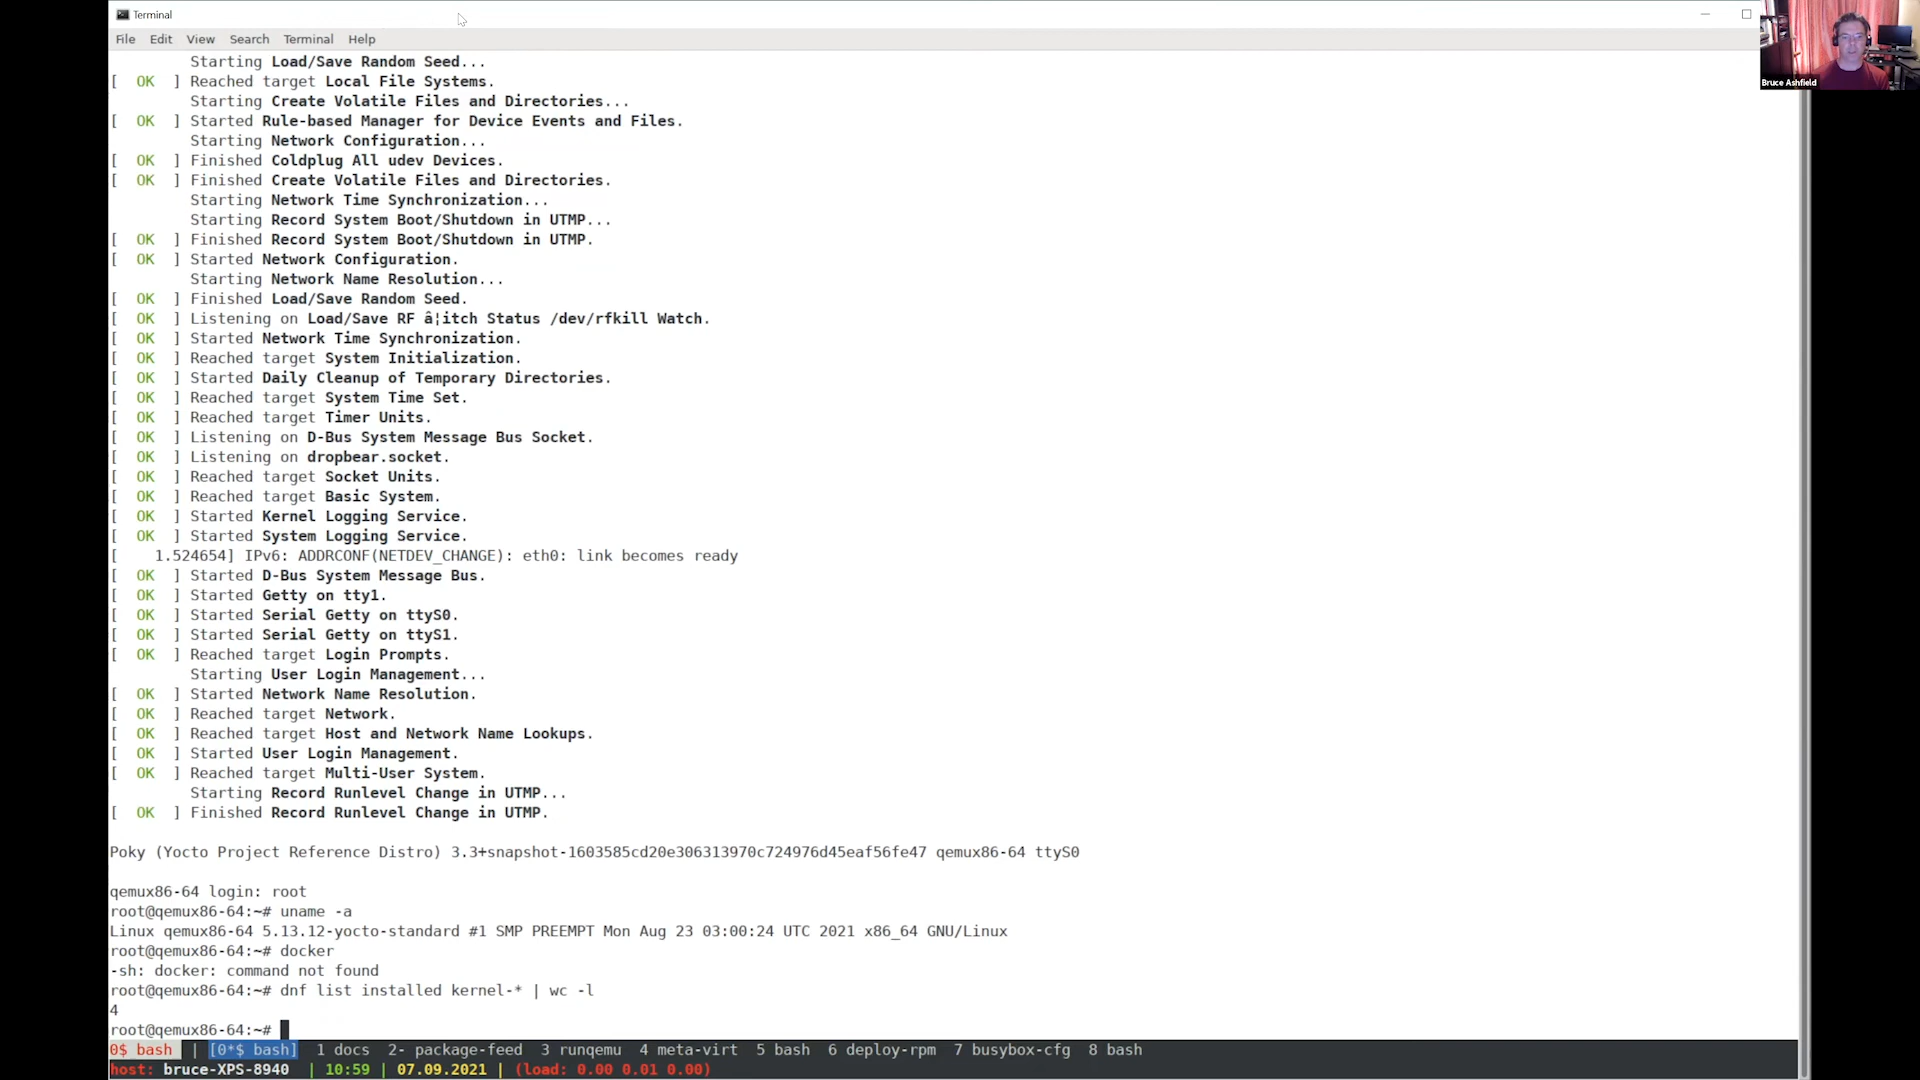 Terminal
File Edit View Search Terminal Help
Starting Load/Save Random Seed...
[ OK ] Reached target Local File Systems.
Starting Create Volatile Files and Directories...
[ OK ] Started Rule-based Manager for Device Events and Files.
Starting Network Configuration...
[ OK ] Finished Coldplug All udev Devices.
[ OK ] Finished Create Volatile Files and Directories.
Starting Network Time Synchronization...
Starting Record System Boot/Shutdown in UTMP...
[ OK ] Finished Record System Boot/Shutdown in UTMP.
[ OK ] Started Network Configuration.
Starting Network Name Resolution...
[ OK ] Finished Load/Save Random Seed.
[ OK ] Listening on Load/Save RF â¦itch Status /dev/rfkill Watch.
[ OK ] Started Network Time Synchronization.
[ OK ] Reached target System Initialization.
[ OK ] Started Daily Cleanup of Temporary Directories.
[ OK ] Reached target System Time Set.
[ OK ] Reached target Timer Units.
[ OK ] Listening on D-Bus System Message Bus Socket.
[ OK ] Listening on dropbear.socket.
[ OK ] Reached target Socket Units.
[ OK ] Reached target Basic System.
[ OK ] Started Kernel Logging Service.
[ OK ] Started System Logging Service.
[ 1.524654] IPv6: ADDRCONF(NETDEV_CHANGE): eth0: link becomes ready
[ OK ] Started D-Bus System Message Bus.
[ OK ] Started Getty on tty1.
[ OK ] Started Serial Getty on ttyS0.
[ OK ] Started Serial Getty on ttyS1.
[ OK ] Reached target Login Prompts.
Starting User Login Management...
[ OK ] Started Network Name Resolution.
[ OK ] Reached target Network.
[ OK ] Reached target Host and Network Name Lookups.
[ OK ] Started User Login Management.
[ OK ] Reached target Multi-User System.
Starting Record Runlevel Change in UTMP...
[ OK ] Finished Record Runlevel Change in UTMP.
Poky (Yocto Project Reference Distro) 3.3+snapshot-1603585cd20e306313970c724976d45eaf56fe47 qemux86-64 ttyS0
qemux86-64 login: root
root@qemux86-64:~# uname -a
Linux qemux86-64 5.13.12-yocto-standard #1 SMP PREEMPT Mon Aug 23 03:00:24 UTC 2021 x86_64 GNU/Linux
root@qemux86-64:~# docker
-sh: docker: command not found
root@qemux86-64:~# dnf list installed kernel-* | wc -l
4
root@qemux86-64:~#
0$ bash | [0*$ bash] 1 docs 2- package-feed 3 runqemu 4 meta-virt 5 bash 6 deploy-rpm 7 busybox-cfg 8 bash
host: bruce-XPS-8940 | 10:59 | 07.09.2021 | (load: 0.00 0.01 0.00)
Bruce Ashfield